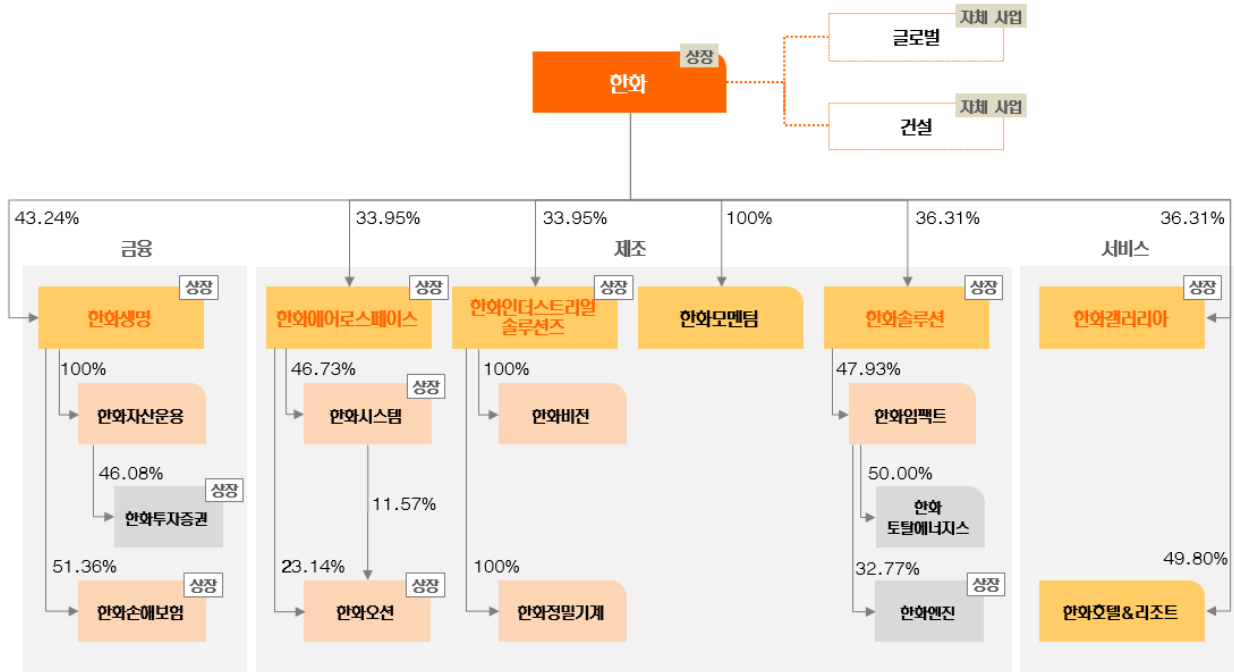 자체 사업
글로벌
상장
한화
자체 사업
건설
43.24%
33.95%
33.95%
100%
36.31%
36.31%
금융
제조
서비스
상장
한화생명
상장
한화에어로스페이스
상장
한화인더스트리얼
솔루션즈
한화모멘텀
상장
한화솔루션
상장
한화갤러리아
100%
46.73%
100%
47.93%
한화자산운용
상장
한화시스템
한화비전
한화임팩트
46.08%
11.57%
50.00%
상장
한화투자증권
한화
토탈에너지스
51.36%
23.14%
100%
32.77%
49.80%
상장
한화손해보험
상장
한화오션
한화정밀기계
상장
한화엔진
한화호텔&리조트